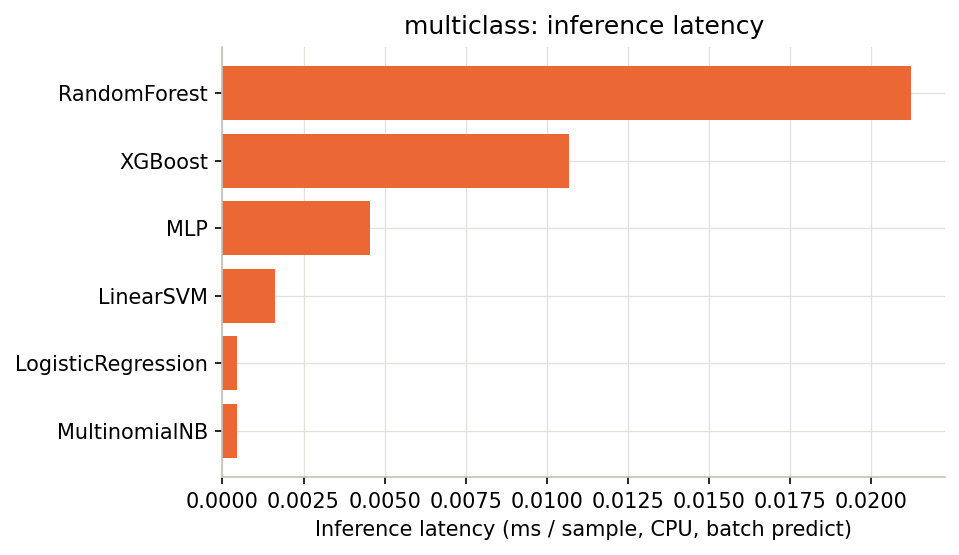 multiclass: inference latency
RandomForest
XGBoost
MLP
LinearSVM
LogisticRegression
MultinomialNB
0.0000 0.0025 0.0050 0.0075 0.0100 0.0125 0.0150 0.0175 0.0200
Inference latency (ms / sample, CPU, batch predict)